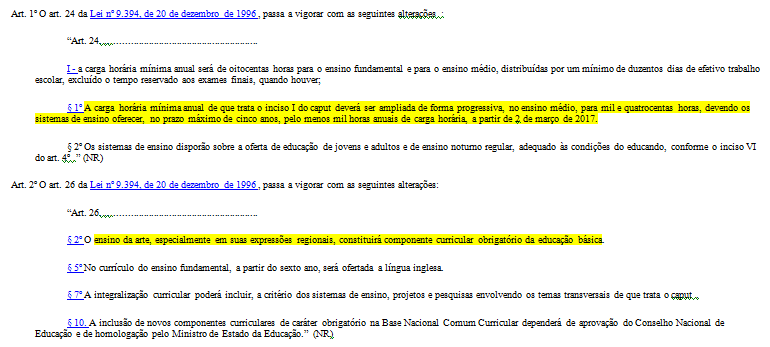 Art. 1º O art. 24 da Lei nº 9.394, de 20 de dezembro de 1996 , passa a vigorar com as seguintes alterações :
“Art. 24. .........................................................
I - a carga horária mínima anual será de oitocentas horas para o ensino fundamental e para o ensino médio, distribuídas por um mínimo de duzentos dias de efetivo trabalho
escolar, excluído o tempo reservado aos exames finais, quando houver;
§ 1º A carga horária mínima anual de que trata o inciso I do caput deverá ser ampliada de forma progressiva, no ensino médio, para mil e quatrocentas horas, devendo os
sistemas de ensino oferecer, no prazo máximo de cinco anos, pelo menos mil horas anuais de carga horária, a partir de 2 de março de 2017.
§ 2º Os sistemas de ensino disporão sobre a oferta de educação de jovens e adultos e de ensino noturno regular, adequado às condições do educando, conforme o inciso VI
do art. 4º .” (NR)
Art. 2º O art. 26 da Lei nº 9.394, de 20 de dezembro de 1996 , passa a vigorar com as seguintes alterações:
“Art. 26. .........................................................
§ 2º O ensino da arte, especialmente em suas expressões regionais, constituirá componente curricular obrigatório da educação básica.
§ 5º No currículo do ensino fundamental, a partir do sexto ano, será ofertada a língua inglesa.
§ 7º A integralização curricular poderá incluir, a critério dos sistemas de ensino, projetos e pesquisas envolvendo os temas transversais de que trata o caput .
§ 10. A inclusão de novos componentes curriculares de caráter obrigatório na Base Nacional Comum Curricular dependerá de aprovação do Conselho Nacional de
Educação e de homologação pelo Ministro de Estado da Educação.” (NR)